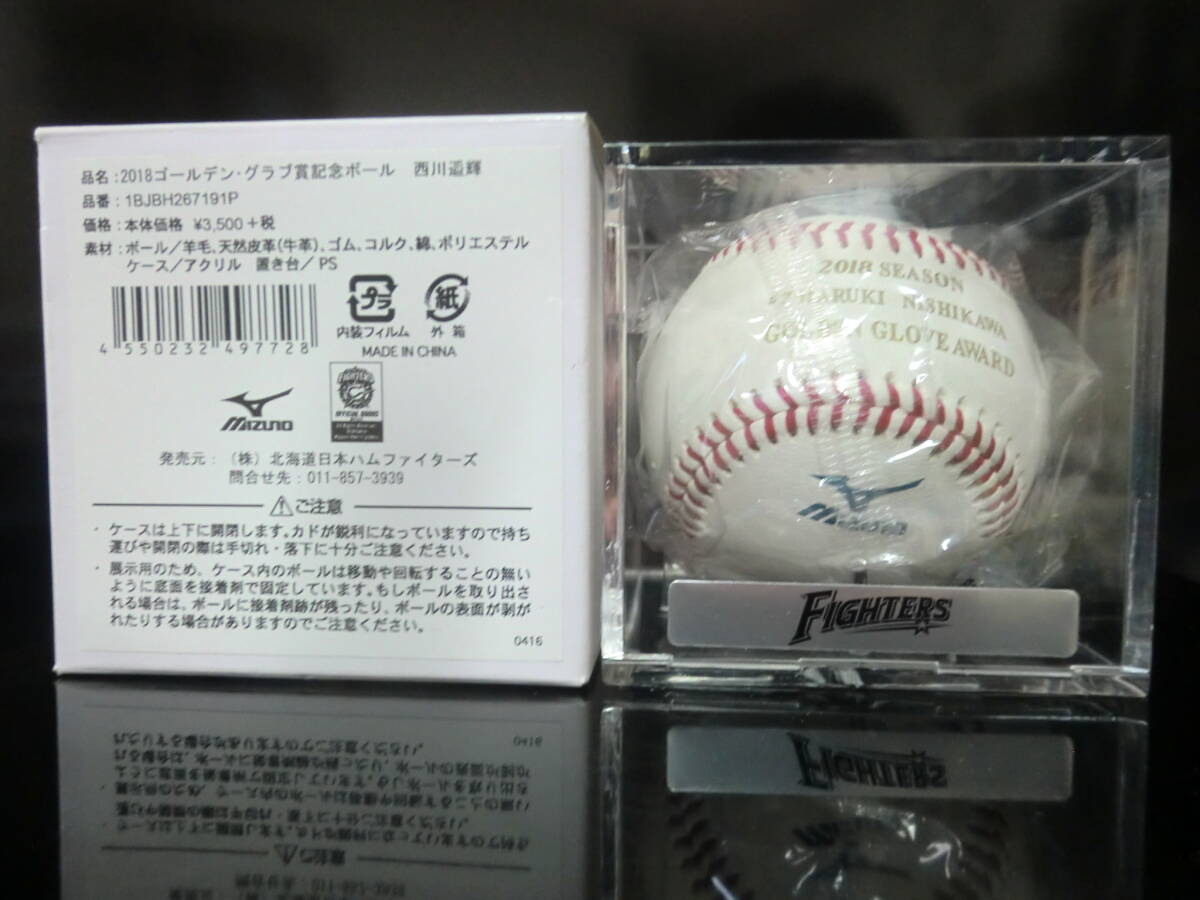 品名:2018ゴールデン・グラブ賞記念ボール 西川遥輝
品番:1BJBH267191P
価格:本体価格 ¥3,500+税
素材:ボール/羊毛、天然皮革(牛革)、ゴム、コルク、綿、ポリエステル
ケース/アクリル 置き台/PS
プラ
紙
内装フィルム
外箱
4 550232 497728
MADE IN CHINA
FIGHTERS
MIZUNO
発売元:(株)北海道日本ハムファイターズ
問合せ先:011-857-3939
ご注意
・ケースは上下に開閉します。カドが鋭利になっていますので持ち
運びや開閉の際は手切れ・落下に十分ご注意ください。
・展示用のため、ケース内のボールは移動や回転することの無い
ように底面を接着剤で固定しています。もしボールを取り出さ
れる場合は、ボールに接着剤跡が残ったり、ボールの表面が剥が
れたりする場合がありますのでご注意ください。
0416
2018 SEASON
HARUKI NISHIKAWA
GOLDEN GLOVE AWARD
MIZUNO
FIGHTERS